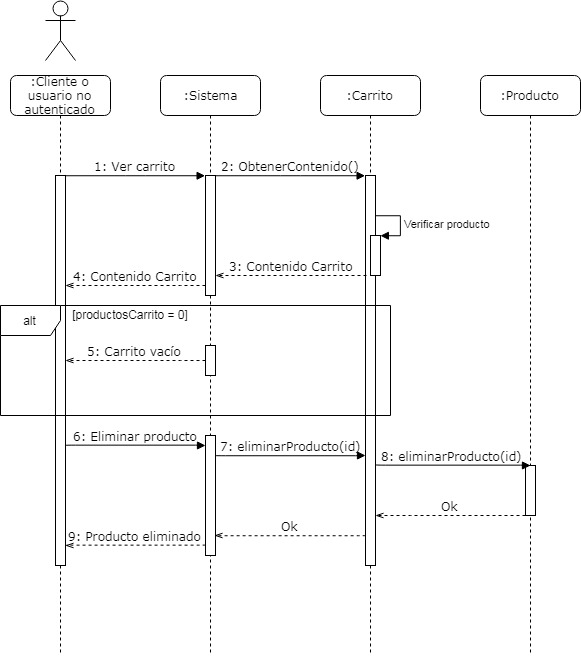 :Cliente o
usuario no
autenticado
:Sistema
:Carrito
:Producto
1: Ver carrito
2: ObtenerContenido()
Verificar producto
3: Contenido Carrito
4: Contenido Carrito
alt
[productosCarrito = 0]
5: Carrito vacío
6: Eliminar producto
7: eliminarProducto(id)
8: eliminarProducto(id)
Ok
Ok
9: Producto eliminado